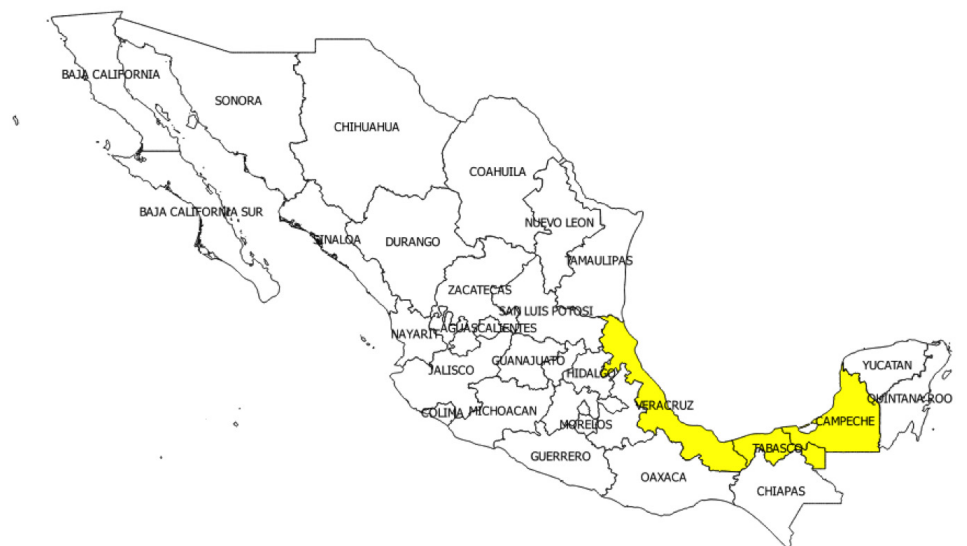 BAJA CALIFORNIA
SONORA
CHIHUAHUA
COAHUILA
BAJA CALIFORNIA SUR
SINALOA
DURANGO
NUEVO LEON
TAMAULIPAS
ZACATECAS
SAN LUIS POTOSI
NAYARIT
AGUASCALIENTES
JALISCO
GUANAJUATO
HIDALGO
YUCATAN
QUINTANA ROO
COLIMA
MICHOACAN
MORELOS
VERACRUZ
CAMPECHE
GUERRERO
TABASCO
OAXACA
CHIAPAS